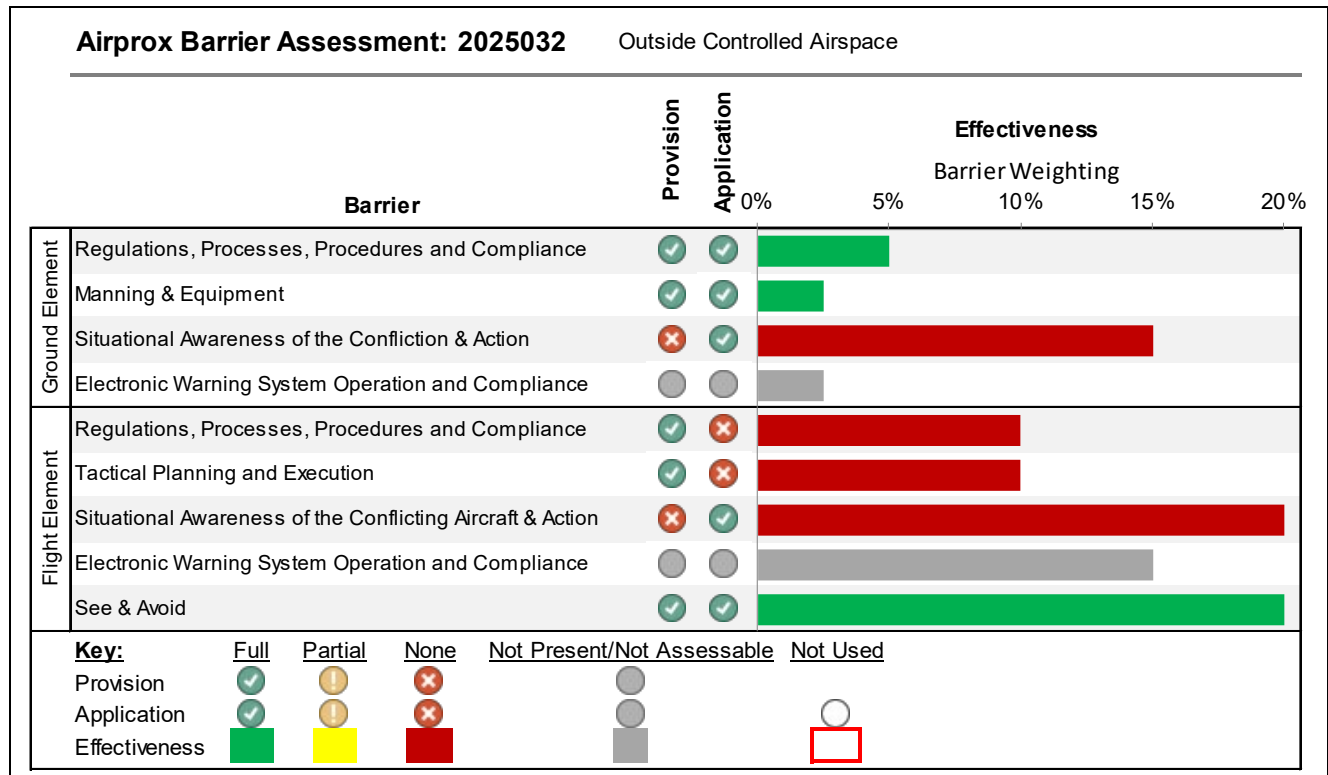 Airprox Barrier Assessment: 2025032 Outside Controlled Airspace
Provision
Application
Effectiveness
Barrier Weighting
Barrier
0% 5% 10% 15% 20%
Ground Element
Regulations, Processes, Procedures and Compliance
Manning & Equipment
Situational Awareness of the Confliction & Action
Electronic Warning System Operation and Compliance
Flight Element
Regulations, Processes, Procedures and Compliance
Tactical Planning and Execution
Situational Awareness of the Conflicting Aircraft & Action
Electronic Warning System Operation and Compliance
See & Avoid
Key: Full Partial None Not Present/Not Assessable Not Used
Provision
Application
Effectiveness